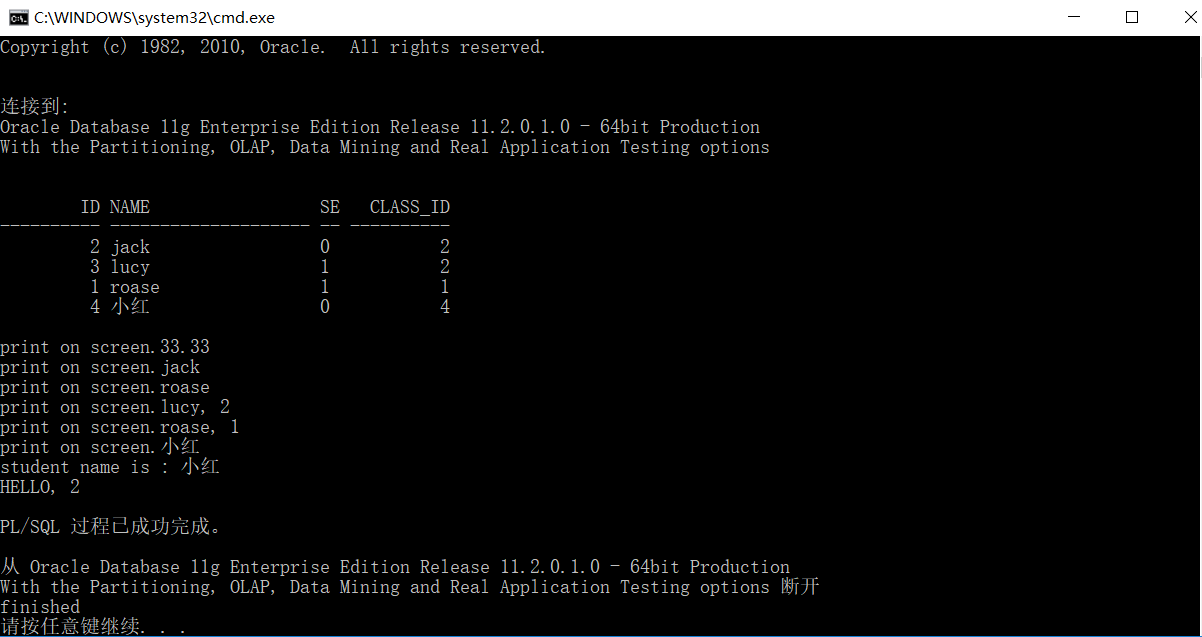 C:\WINDOWS\system32\cmd.exe
Copyright (c) 1982, 2010, Oracle.  All rights reserved.
连接到:
Oracle Database 11g Enterprise Edition Release 11.2.0.1.0 - 64bit Production
With the Partitioning, OLAP, Data Mining and Real Application Testing options
        ID NAME                 SE   CLASS_ID
---------- -------------------- -- ----------
         2 jack                 0           2
         3 lucy                 1           2
         1 roase                1           1
         4 小红                 0           4
print on screen.33.33
print on screen.jack
print on screen.roase
print on screen.lucy, 2
print on screen.roase, 1
print on screen.小红
student name is : 小红
HELLO, 2
PL/SQL 过程已成功完成。
从 Oracle Database 11g Enterprise Edition Release 11.2.0.1.0 - 64bit Production
With the Partitioning, OLAP, Data Mining and Real Application Testing options 断开
finished
请按任意键继续. . .